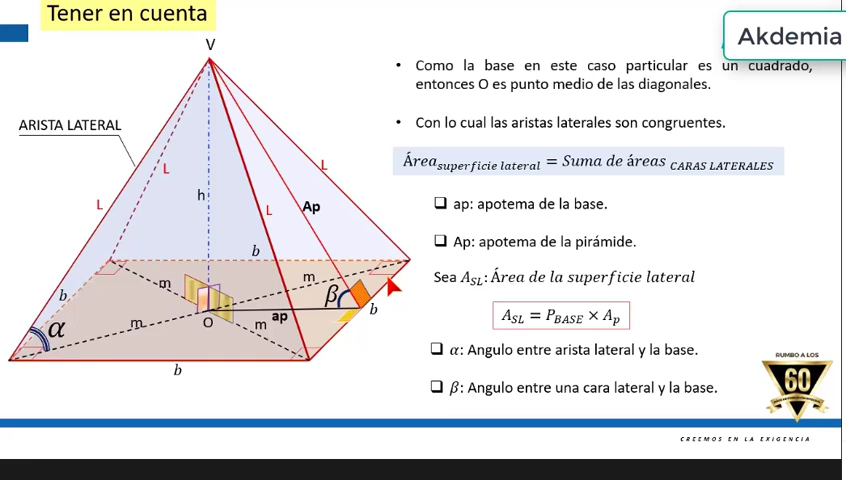 Tener en cuenta
Akdemia
V
ARISTA LATERAL
L
L
L
L
h
Ap
b
b
m
m
m
m
β
α
O
ap
b
b
• Como la base en este caso particular es un cuadrado,
entonces O es punto medio de las diagonales.
• Con lo cual las aristas laterales son congruentes.
Área superficie lateral = Suma de áreas CARAS LATERALES
❑ ap: apotema de la base.
❑ Ap: apotema de la pirámide.
Sea A_SL: Área de la superficie lateral
A_SL = P_BASE × A_p
❑ α: Angulo entre arista lateral y la base.
❑ β: Angulo entre una cara lateral y la base.
RUMBO A LOS
60
CREEMOS EN LA EXIGENCIA